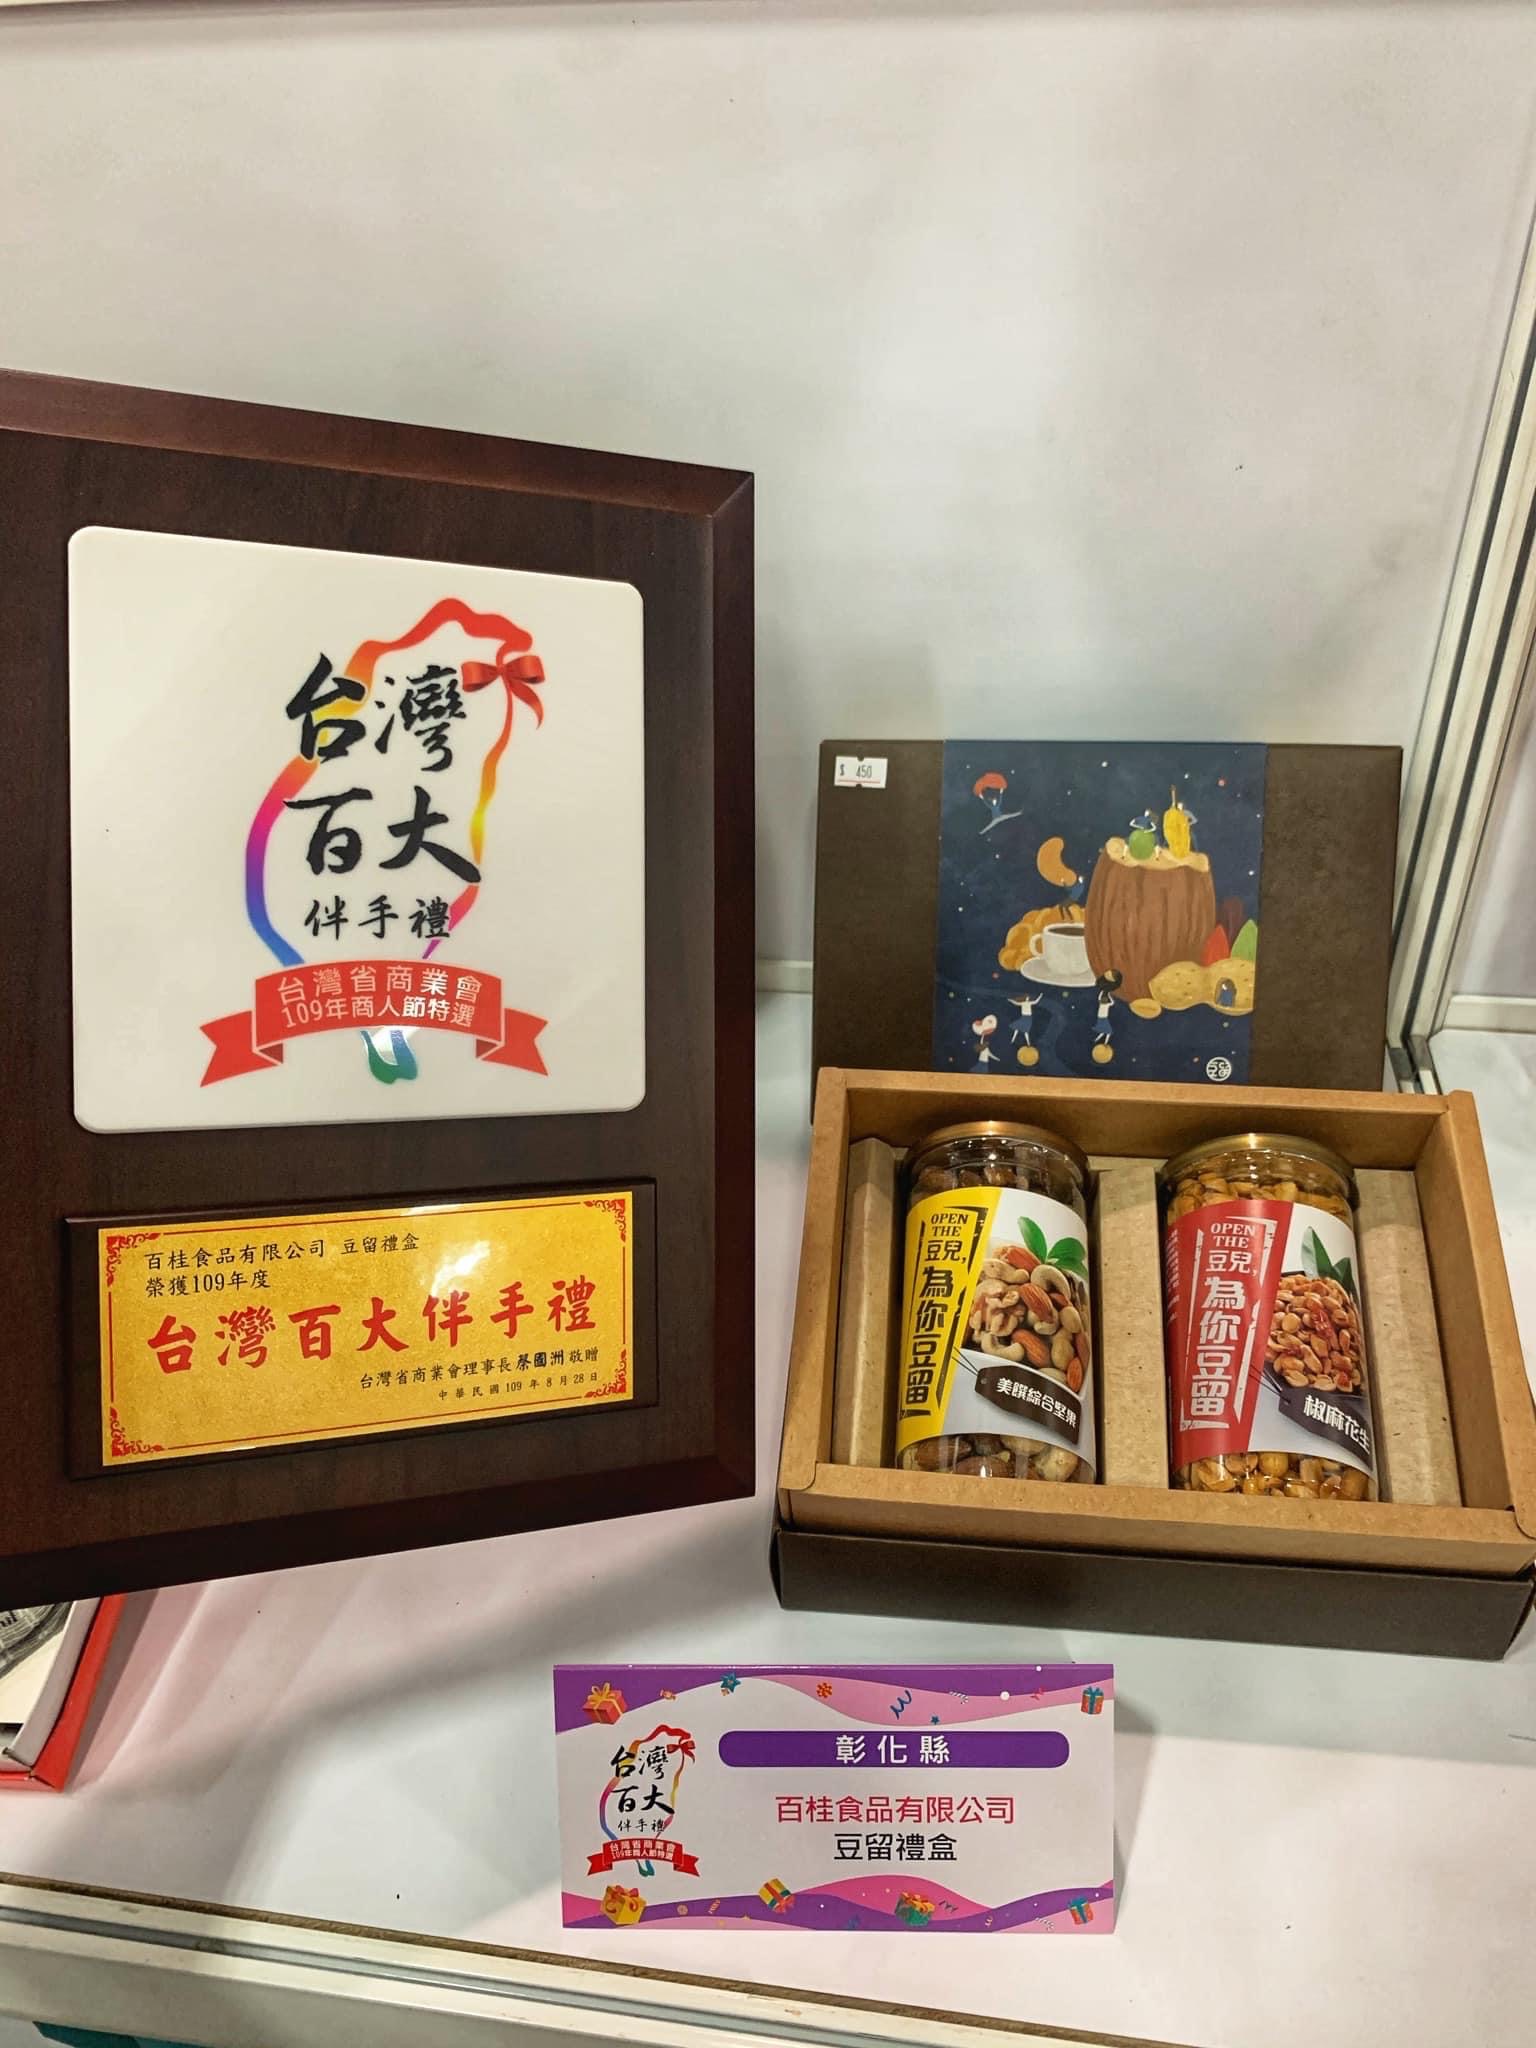 台灣
百大
伴手禮
台灣省商業會
109年商人節特選
百桂食品有限公司 豆留禮盒
榮獲109年度
台灣百大伴手禮
台灣省商業會理事長蔡國洲敬贈
中華民國109年8月28日
$ 450
OPEN
THE
豆兒,
為你豆留
美饌綜合堅果
OPEN
THE
豆兒,
為你豆留
椒麻花生
台灣
百大
伴手禮
台灣省商業會
109年商人節特選
彰化縣
百桂食品有限公司
豆留禮盒